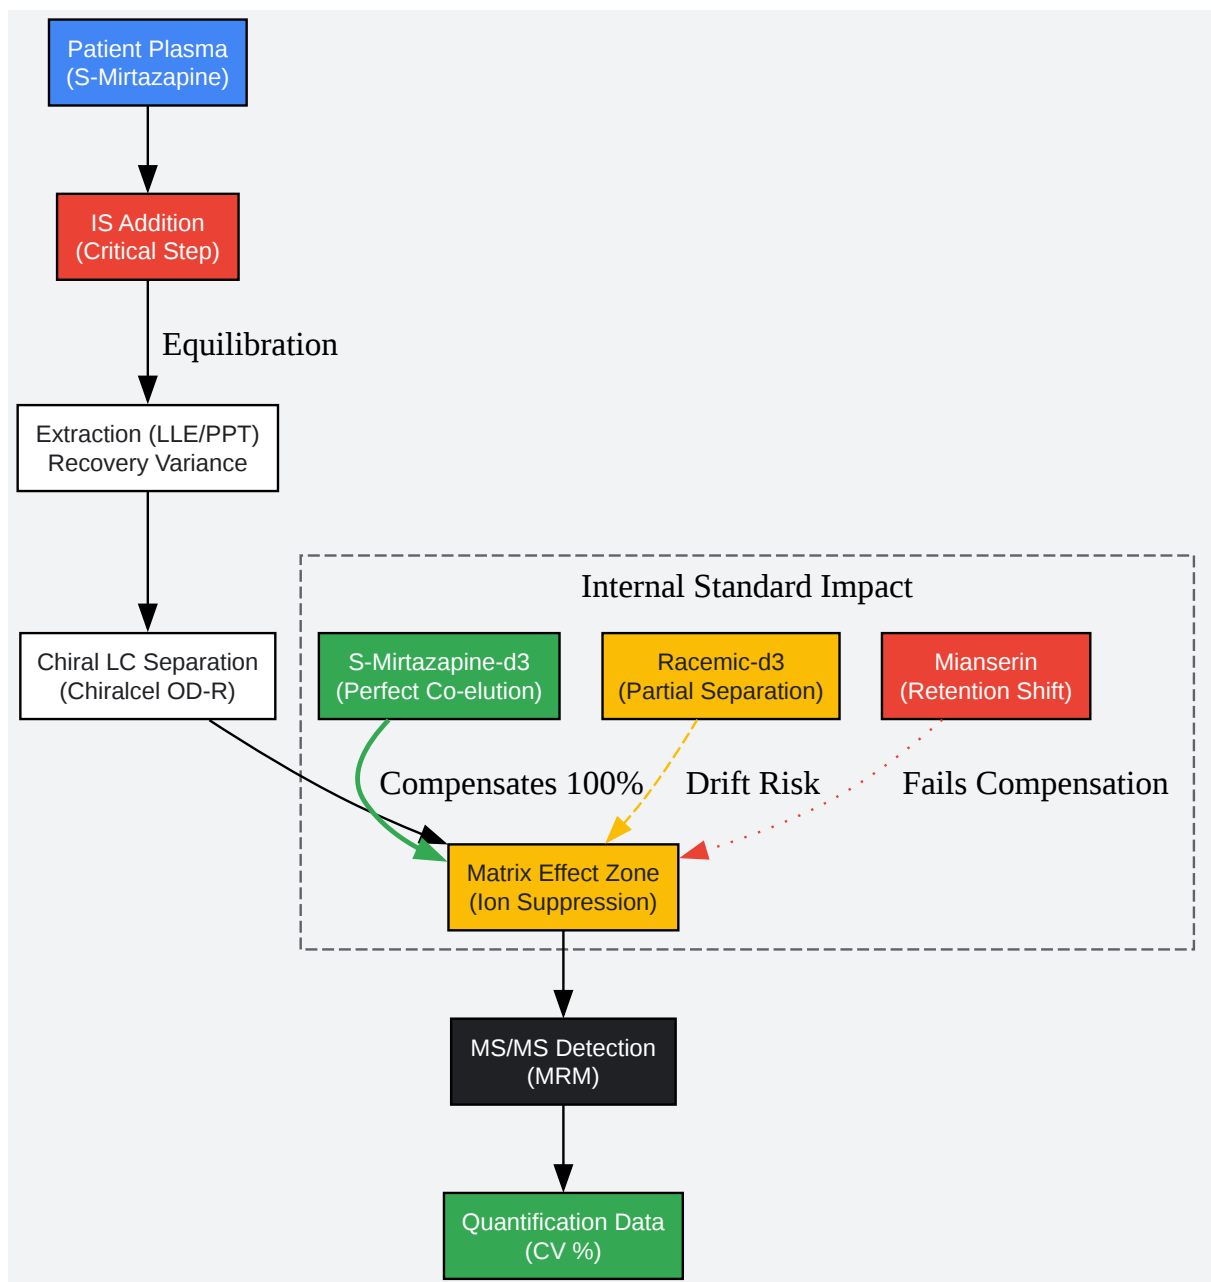 Patient Plasma
(S-Mirtazapine)
IS Addition
(Critical Step)
Equilibration
Extraction (LLE/PPT)
Recovery Variance
Chiral LC Separation
(Chiralcel OD-R)
Internal Standard Impact
S-Mirtazapine-d3
(Perfect Co-elution)
Racemic-d3
(Partial Separation)
Mianserin
(Retention Shift)
Compensates 100%
Drift Risk
Fails Compensation
Matrix Effect Zone
(Ion Suppression)
MS/MS Detection
(MRM)
Quantification Data
(CV %)